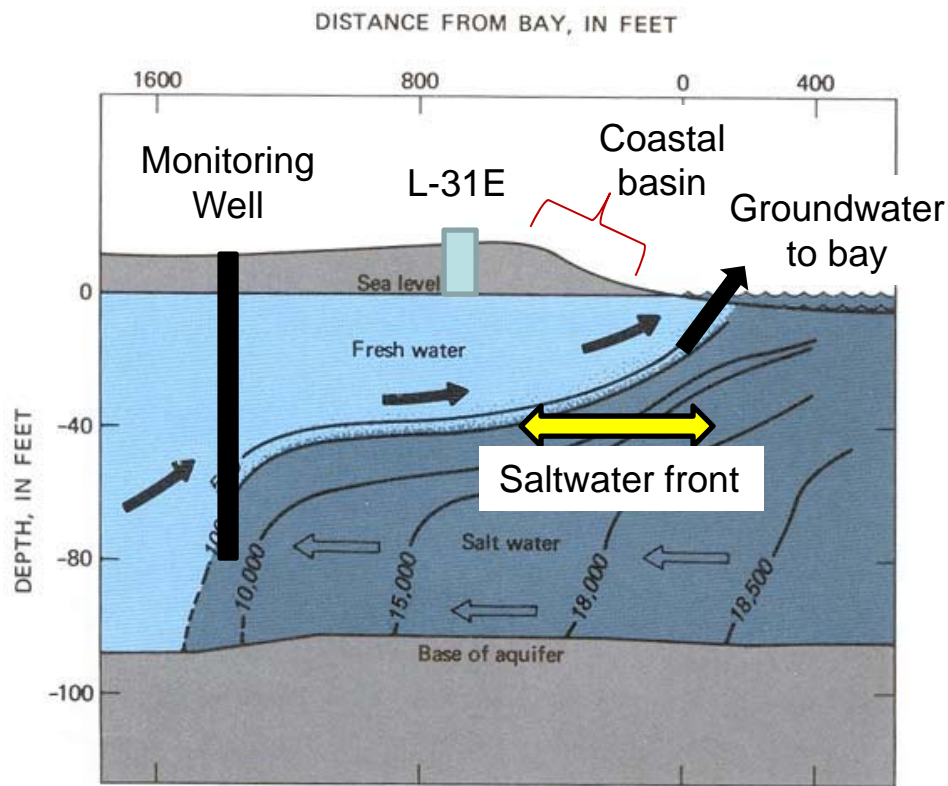 DISTANCE FROM BAY, IN FEET
1600 800 0 400
Monitoring
Well
L-31E
Coastal
basin
Groundwater
to bay
Sea level
0
Fresh water
-40
Saltwater front
DEPTH, IN FEET
Salt water
-80
10,000
15,000
18,000
18,500
Base of aquifer
-100